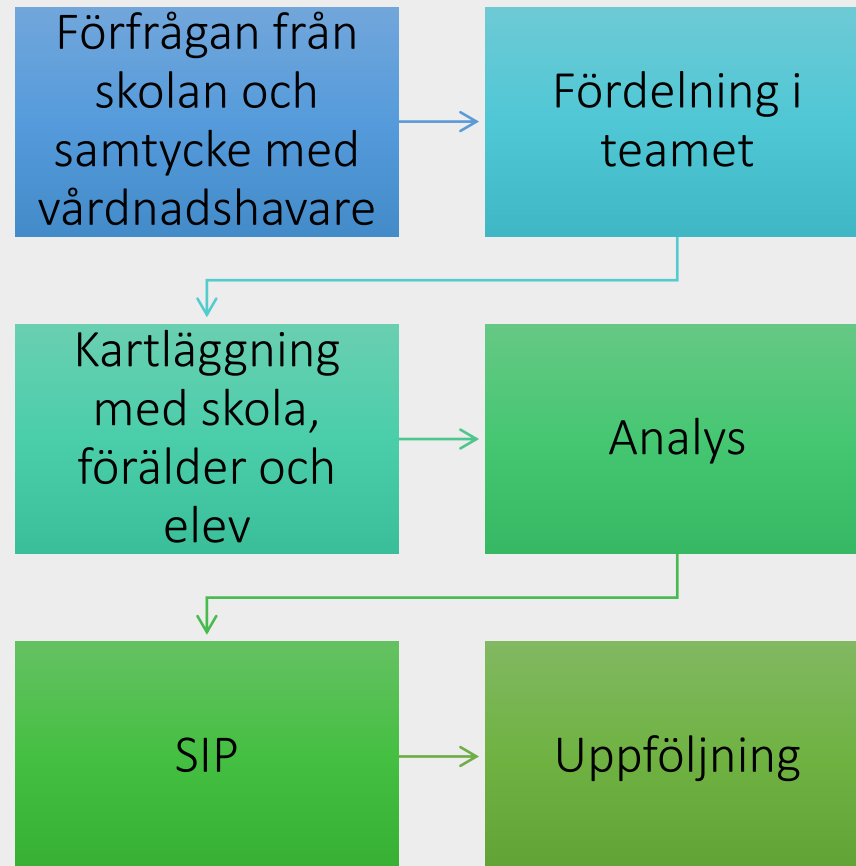 Förfrågan från
skolan och
samtycke med
vårdnadshavare
Fördelning i
teamet
Kartläggning
med skola,
förälder och
elev
Analys
SIP
Uppföljning